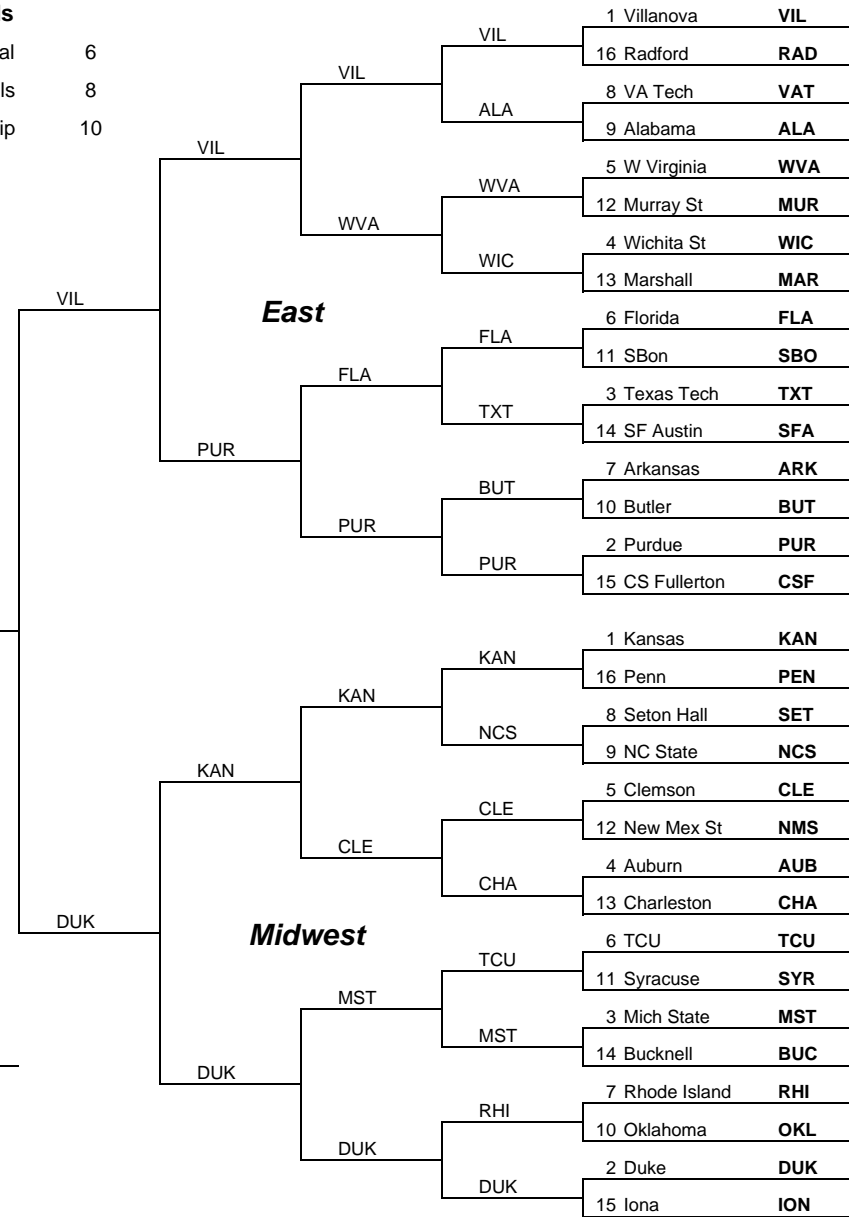 ls
al 6
ls 8
ip 10
1 Villanova VIL
VIL
16 Radford RAD
VIL
8 VA Tech VAT
ALA
9 Alabama ALA
VIL
5 W Virginia WVA
WVA
12 Murray St MUR
WVA
4 Wichita St WIC
WIC
13 Marshall MAR
VIL
East
6 Florida FLA
FLA
11 SBon SBO
FLA
3 Texas Tech TXT
TXT
14 SF Austin SFA
PUR
7 Arkansas ARK
BUT
10 Butler BUT
PUR
2 Purdue PUR
PUR
15 CS Fullerton CSF
1 Kansas KAN
KAN
16 Penn PEN
KAN
8 Seton Hall SET
NCS
9 NC State NCS
KAN
5 Clemson CLE
CLE
12 New Mex St NMS
CLE
4 Auburn AUB
CHA
13 Charleston CHA
DUK
Midwest
6 TCU TCU
TCU
11 Syracuse SYR
MST
3 Mich State MST
MST
14 Bucknell BUC
DUK
7 Rhode Island RHI
RHI
10 Oklahoma OKL
DUK
2 Duke DUK
DUK
15 Iona ION